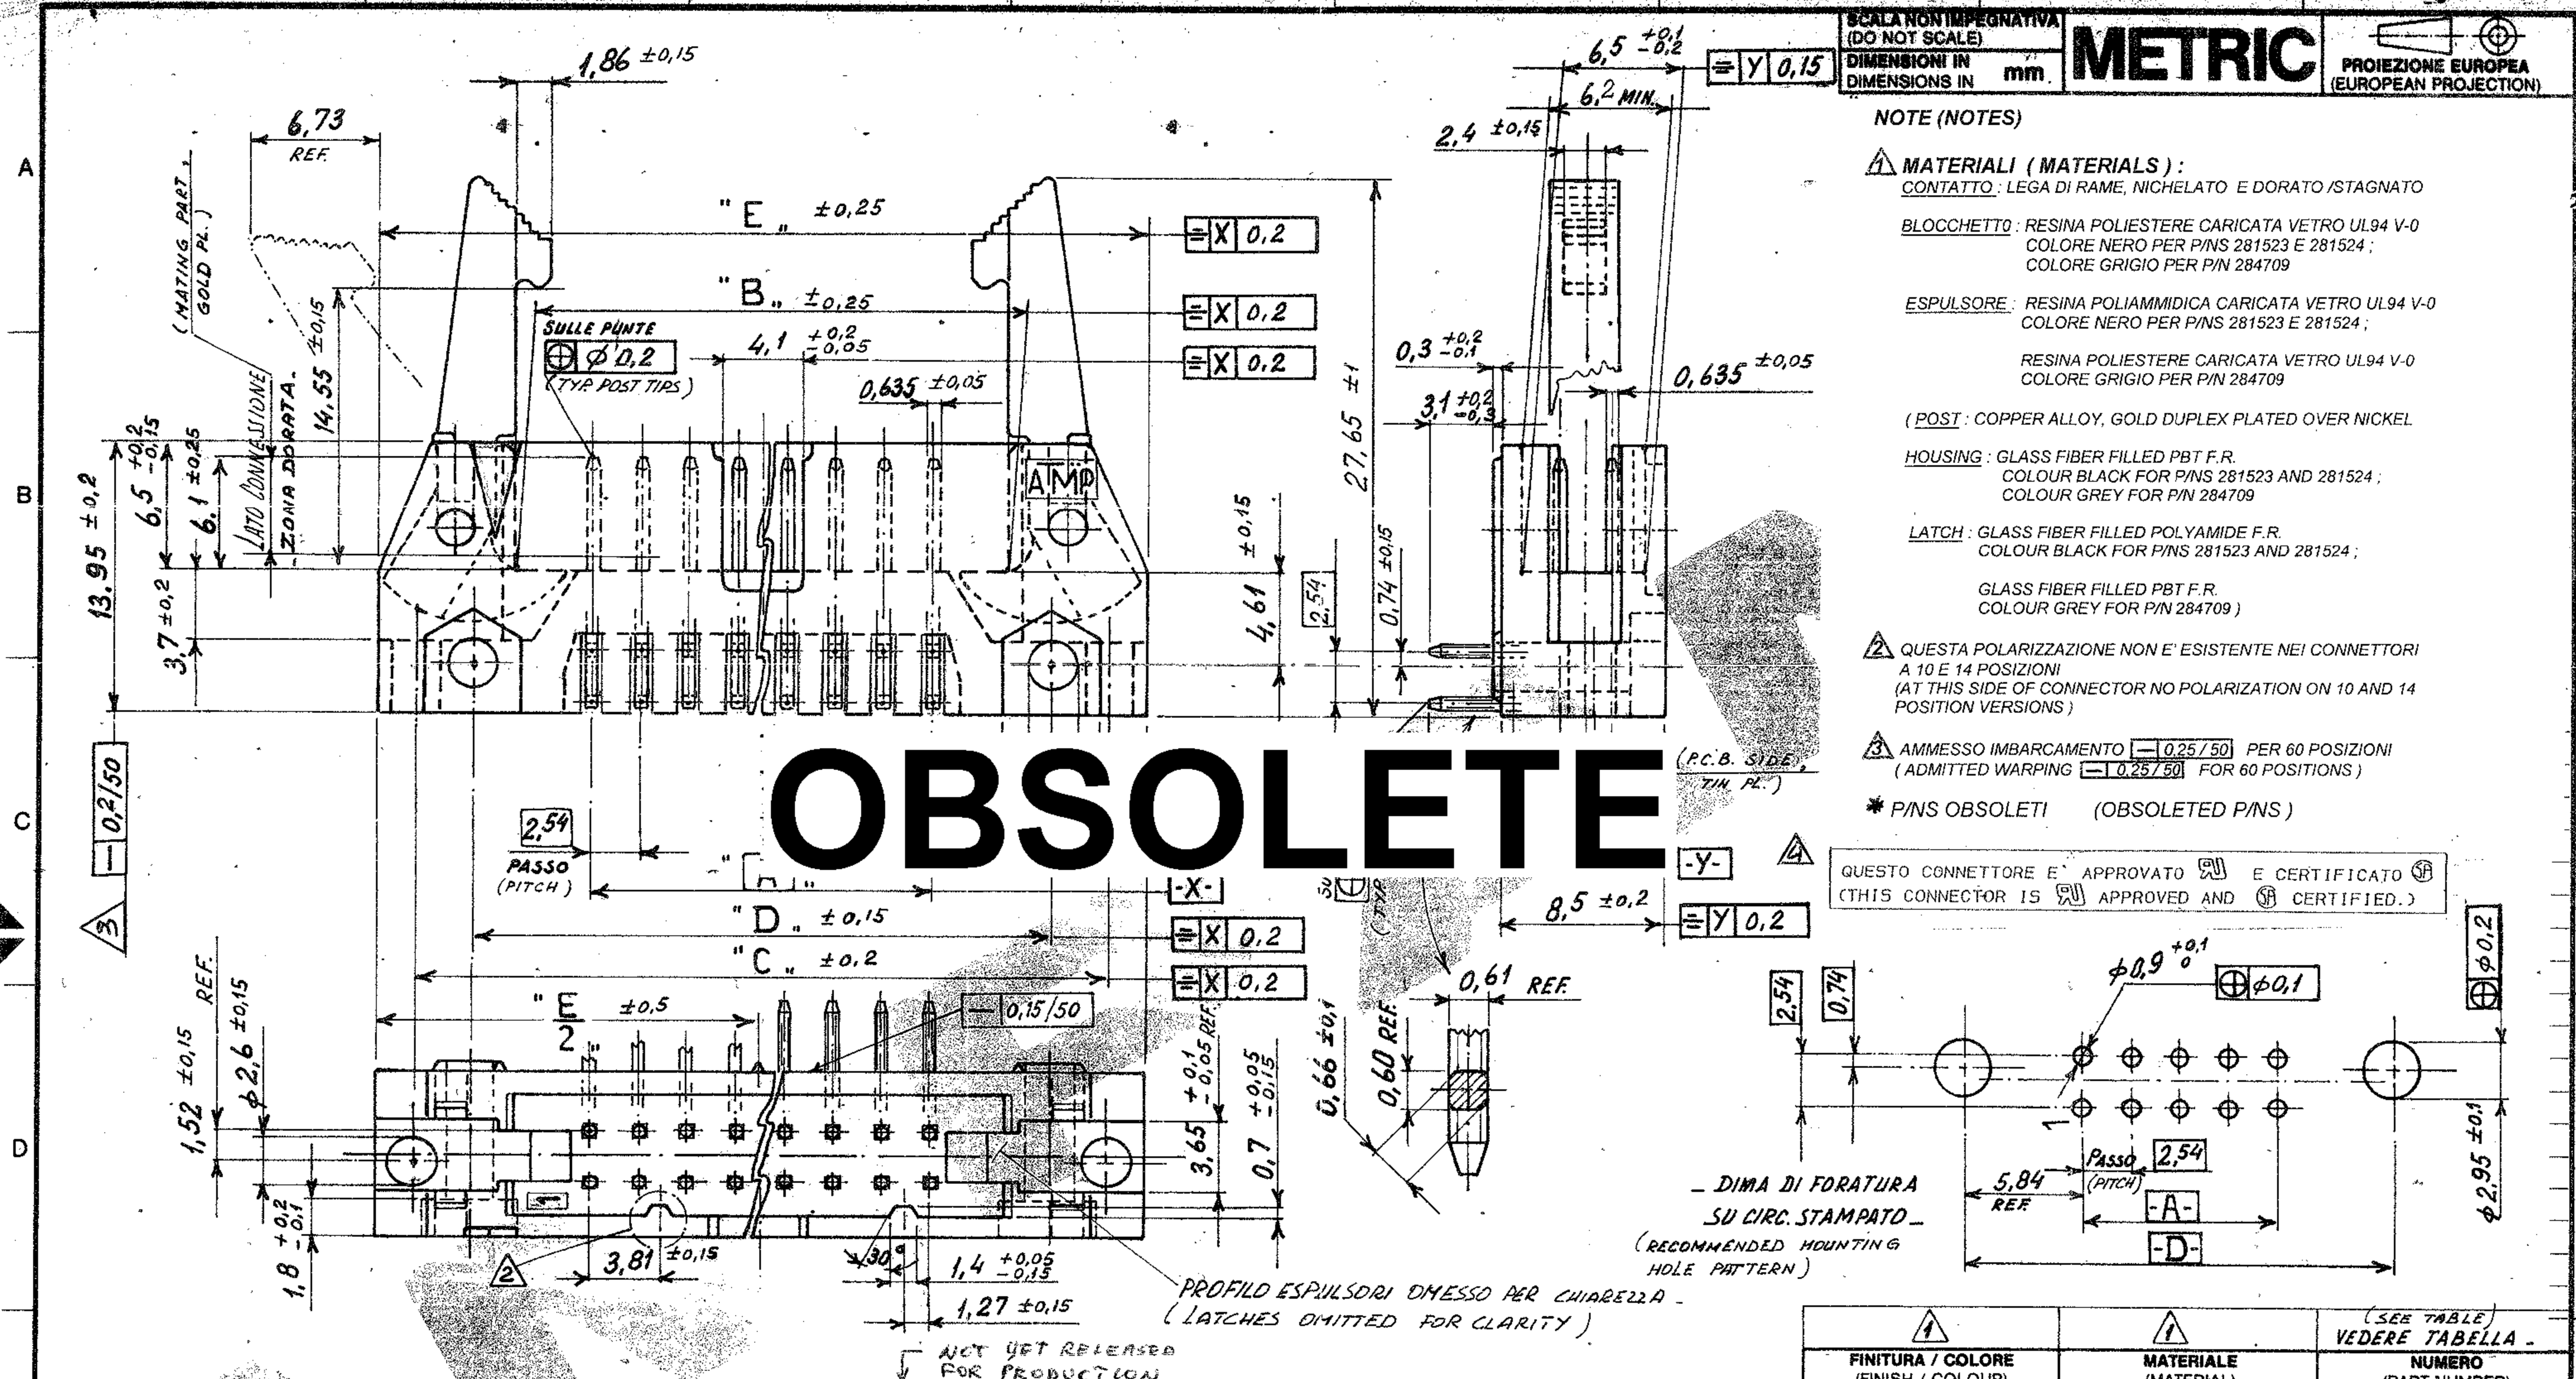 SCALA NON IMPEGNATIVA
(DO NOT SCALE)
DIMENSIONI IN
DIMENSIONS IN mm.
METRIC
PROIEZIONE EUROPEA
(EUROPEAN PROJECTION)
NOTE (NOTES)
1 MATERIALI ( MATERIALS ) :
CONTATTO : LEGA DI RAME, NICHELATO E DORATO /STAGNATO
BLOCCHETTO : RESINA POLIESTERE CARICATA VETRO UL94 V-0
COLORE NERO PER P/NS 281523 E 281524 ;
COLORE GRIGIO PER P/N 284709
ESPULSORE : RESINA POLIAMMIDICA CARICATA VETRO UL94 V-0
COLORE NERO PER P/NS 281523 E 281524 ;
RESINA POLIESTERE CARICATA VETRO UL94 V-0
COLORE GRIGIO PER P/N 284709
( POST : COPPER ALLOY, GOLD DUPLEX PLATED OVER NICKEL
HOUSING : GLASS FIBER FILLED PBT F.R.
COLOUR BLACK FOR P/NS 281523 AND 281524 ;
COLOUR GREY FOR P/N 284709
LATCH : GLASS FIBER FILLED POLYAMIDE F.R.
COLOUR BLACK FOR P/NS 281523 AND 281524 ;
GLASS FIBER FILLED PBT F.R.
COLOUR GREY FOR P/N 284709 )
2 QUESTA POLARIZZAZIONE NON E' ESISTENTE NEI CONNETTORI
A 10 E 14 POSIZIONI
(AT THIS SIDE OF CONNECTOR NO POLARIZATION ON 10 AND 14
POSITION VERSIONS )
3 AMMESSO IMBARCAMENTO — 0,25 / 50 PER 60 POSIZIONI
( ADMITTED WARPING — 0,25 / 50 FOR 60 POSITIONS )
* P/NS OBSOLETI (OBSOLETED P/NS )
4 QUESTO CONNETTORE E' APPROVATO E CERTIFICATO
(THIS CONNECTOR IS APPROVED AND CERTIFIED.)
A
B
C
D
1,86 ±0,15
6,73
REF.
(MATING PART,
GOLD PL.)
LATO CONNESSIONE/
ZONA DORATA.
14,55 ±0,15
"E" ±0,25
⌯ X 0,2
"B" ±0,25
⌯ X 0,2
SULLE PUNTE
⌖ φ 0,2
(TYP. POST TIPS)
4,1 +0,2 -0,05
⌯ X 0,2
0,635 ±0,05
13.95 ±0,2
6,5 +0,2 -0,15
6.1 ±0,25
3,7 ±0,2
AMP
4,61 ±0,15
27,65 ±1
2,54
0,74 ±0,15
6,5 +0,1 -0,2
⌯ Y 0,15
6,2 MIN.
2,4 ±0,15
0,3 +0,2 -0,1
3,1 +0,2 -0,3
0,635 ±0,05
1
OBSOLETE
(P.C.B. SIDE,
TIN PL.)
-Y-
8,5 ±0,2
⌯ Y 0,2
3 — 0,2/50
2,54
PASSO
(PITCH)
"A"
-X-
"D" ±0,15
⌯ X 0,2
"C" ±0,2
⌯ X 0,2
"E/2" ±0,5
— 0,15/50
1,52 ±0,15 REF.
φ2,6 ±0,15
1,8 +0,2 -0,1
1
2
3,81 ±0,15
30°
1,4 +0,05 -0,15
1,27 ±0,15
3,65 +0,1 -0,05 REF.
0,7 +0,05 -0,15
PROFILO ESPULSORI OMESSO PER CHIAREZZA -
( LATCHES OMITTED FOR CLARITY )
NOT YET RELEASED
FOR PRODUCTION
0,61 REF.
0,66 ±0,1
0,60 REF.
φ0,9 +0,1 0
⌖ φ0,1
⌖ φ0,2
2,54
0,74
1
PASSO
(PITCH)
2,54
5,84
REF.
-A-
-D-
φ2,95 ±0,1
_ DIMA DI FORATURA
SU CIRC. STAMPATO _
(RECOMMENDED MOUNTING
HOLE PATTERN)
1
1
(SEE TABLE)
VEDERE TABELLA -
FINITURA / COLORE
MATERIALE
NUMERO
(FINISH / COLOUR)
(MATERIAL)
(PART NUMBER)